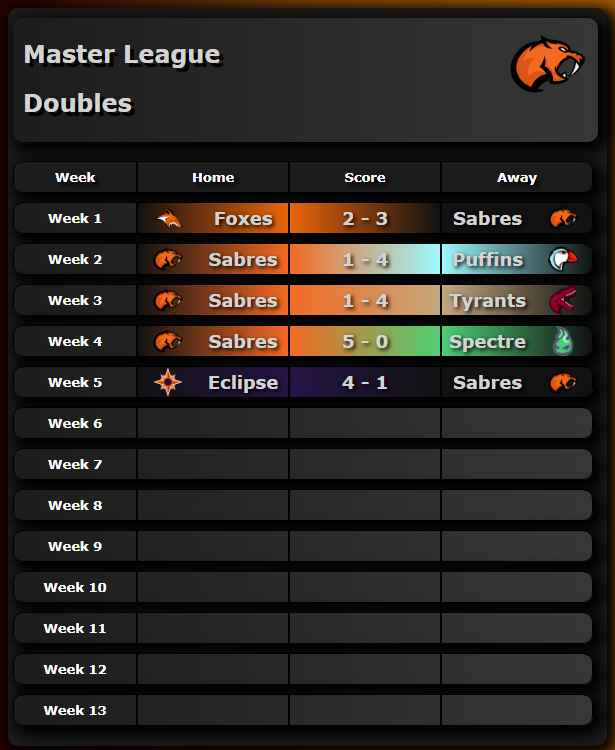 Master League
Doubles
Week Home Score Away
Week 1 Foxes 2 - 3 Sabres
Week 2 Sabres 1 - 4 Puffins
Week 3 Sabres 1 - 4 Tyrants
Week 4 Sabres 5 - 0 Spectre
Week 5 Eclipse 4 - 1 Sabres
Week 6
Week 7
Week 8
Week 9
Week 10
Week 11
Week 12
Week 13